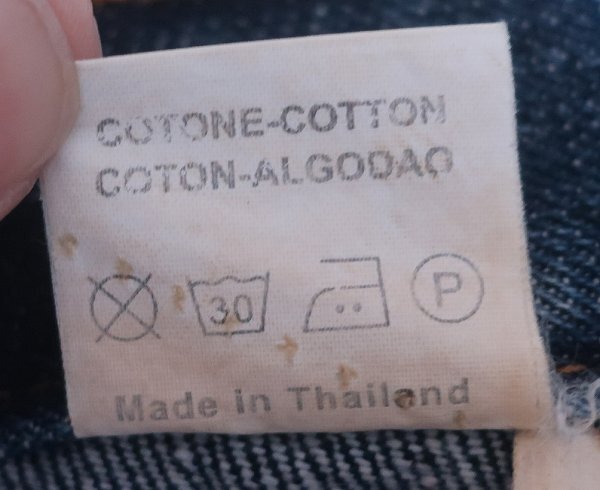 COTONE-COTTON
COTON-ALGODAO
30 P
Made in Thailand